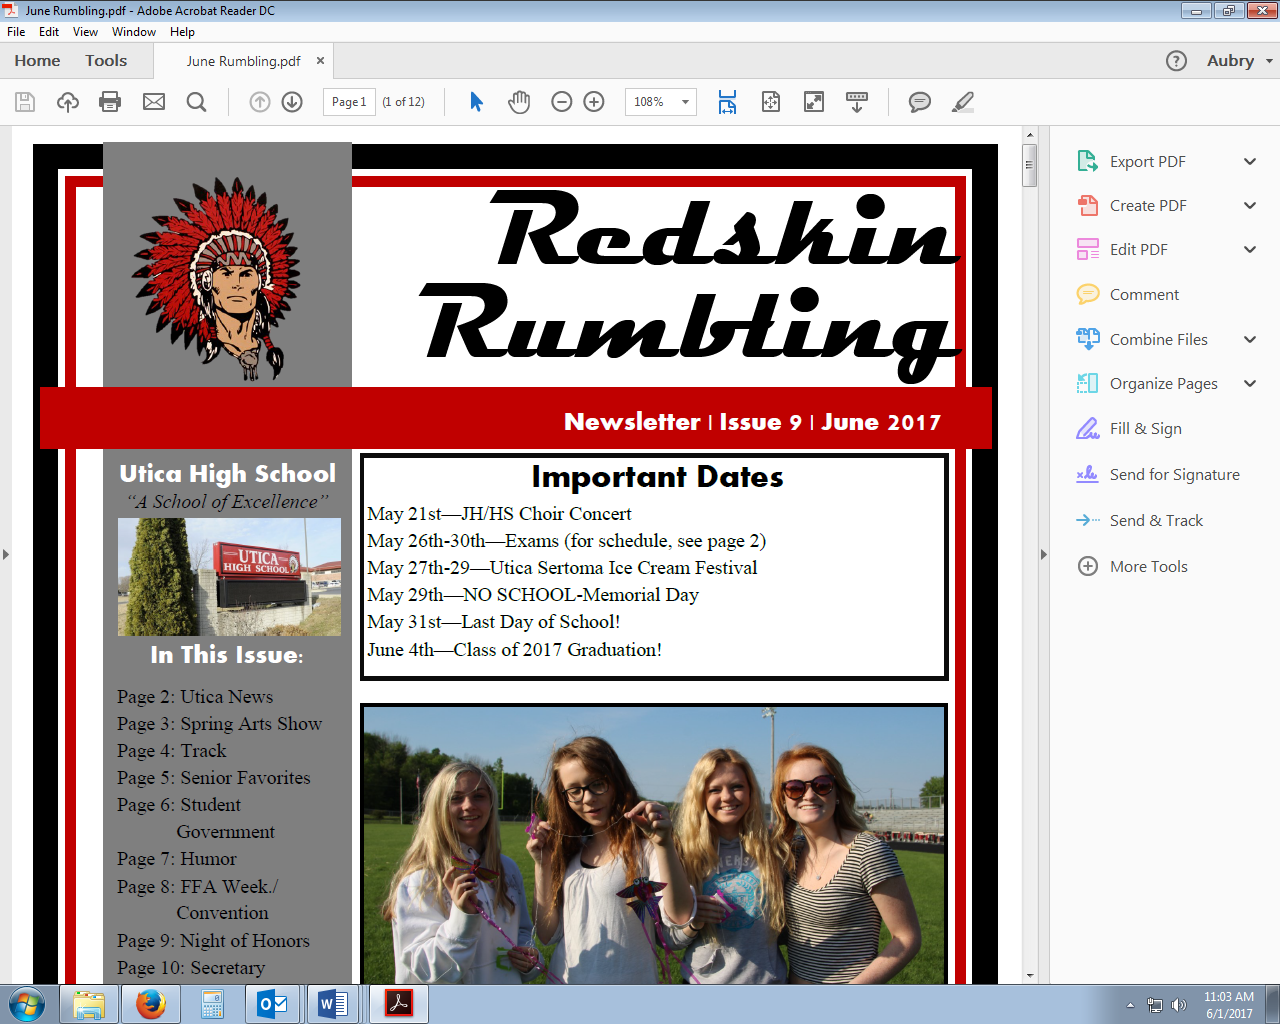 June Rumbling.pdf - Adobe Acrobat Reader DC
File Edit View Window Help
Home Tools June Rumbling.pdf × Aubry
Page 1 (1 of 12) 108%
Redskin
Rumbling
Newsletter | Issue 9 | June 2017
Utica High School
“A School of Excellence”
UTICA
HIGH SCHOOL
In This Issue:
Page 2: Utica News
Page 3: Spring Arts Show
Page 4: Track
Page 5: Senior Favorites
Page 6: Student
Government
Page 7: Humor
Page 8: FFA Week./
Convention
Page 9: Night of Honors
Page 10: Secretary
Important Dates
May 21st—JH/HS Choir Concert
May 26th-30th—Exams (for schedule, see page 2)
May 27th-29—Utica Sertoma Ice Cream Festival
May 29th—NO SCHOOL-Memorial Day
May 31st—Last Day of School!
June 4th—Class of 2017 Graduation!
Export PDF
Create PDF
Edit PDF
Comment
Combine Files
Organize Pages
Fill & Sign
Send for Signature
Send & Track
More Tools
11:03 AM
6/1/2017